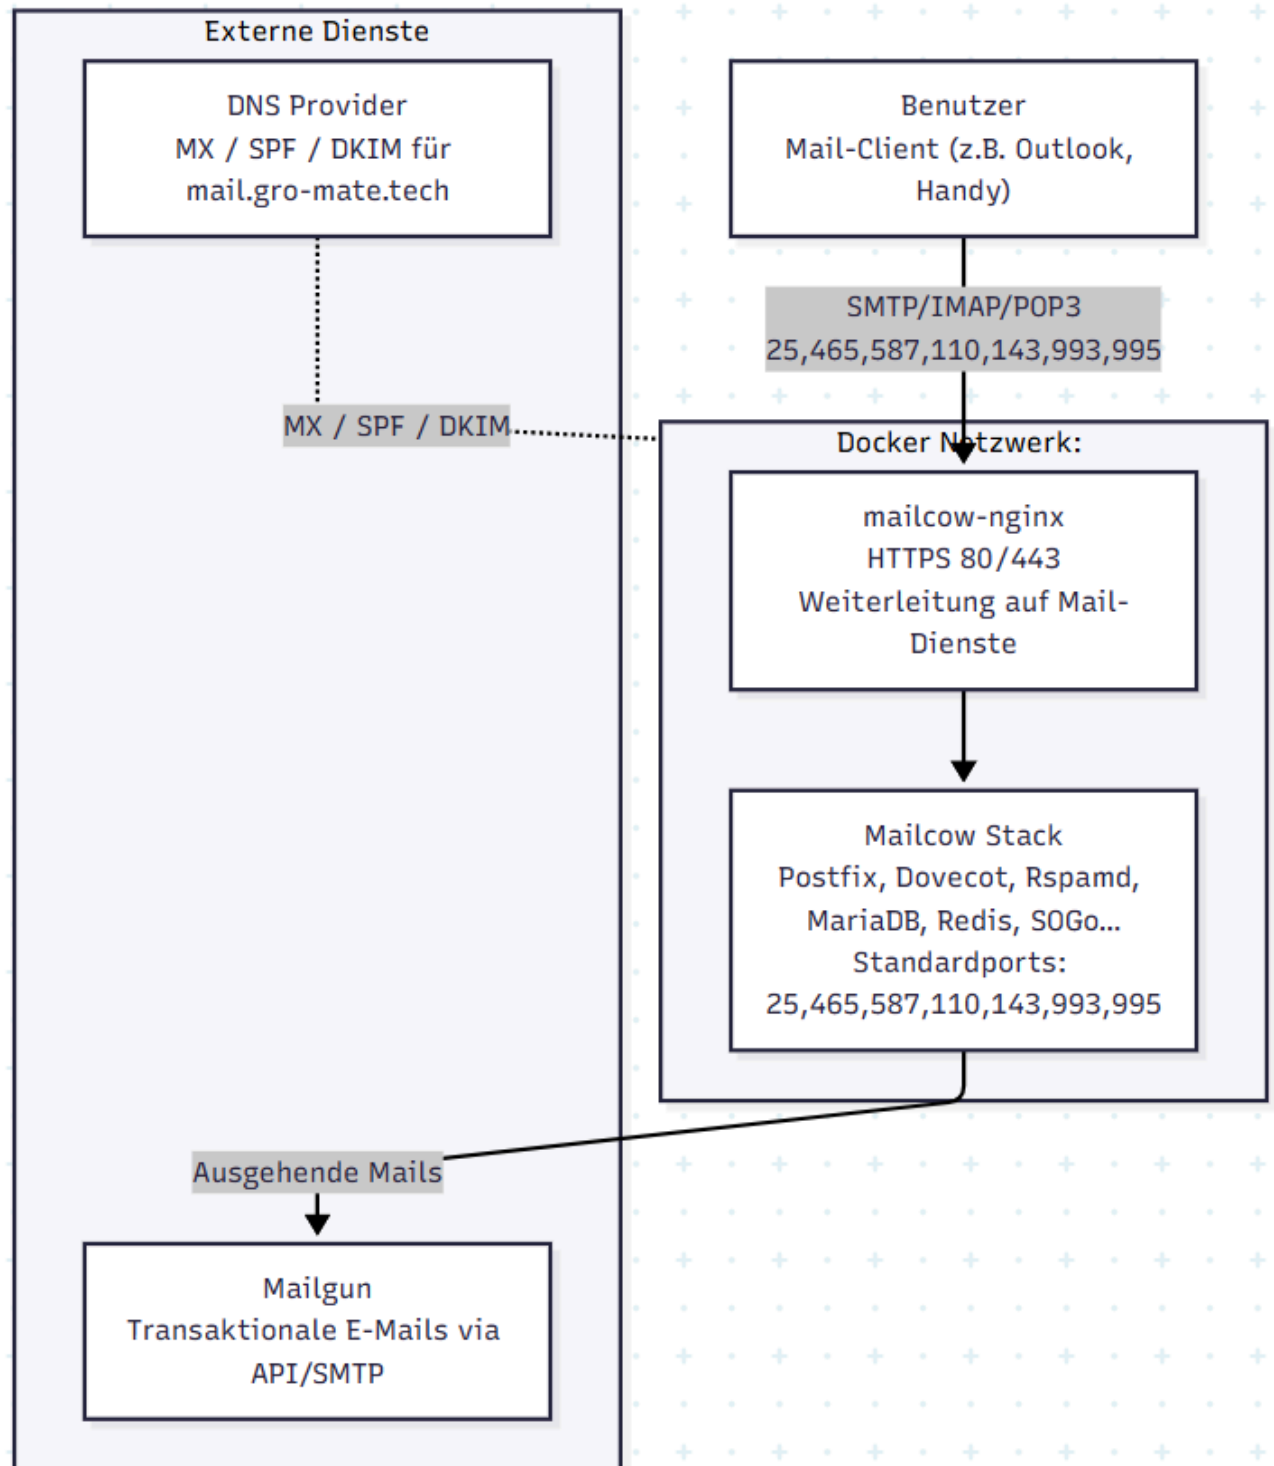 Externe Dienste
DNS Provider
MX / SPF / DKIM für
mail.gro-mate.tech
Benutzer
Mail-Client (z.B. Outlook,
Handy)
SMTP/IMAP/POP3
25,465,587,110,143,993,995
MX / SPF / DKIM
Docker Netzwerk:
mailcow-nginx
HTTPS 80/443
Weiterleitung auf Mail-
Dienste
Mailcow Stack
Postfix, Dovecot, Rspamd,
MariaDB, Redis, SOGo...
Standardports:
25,465,587,110,143,993,995
Ausgehende Mails
Mailgun
Transaktionale E-Mails via
API/SMTP